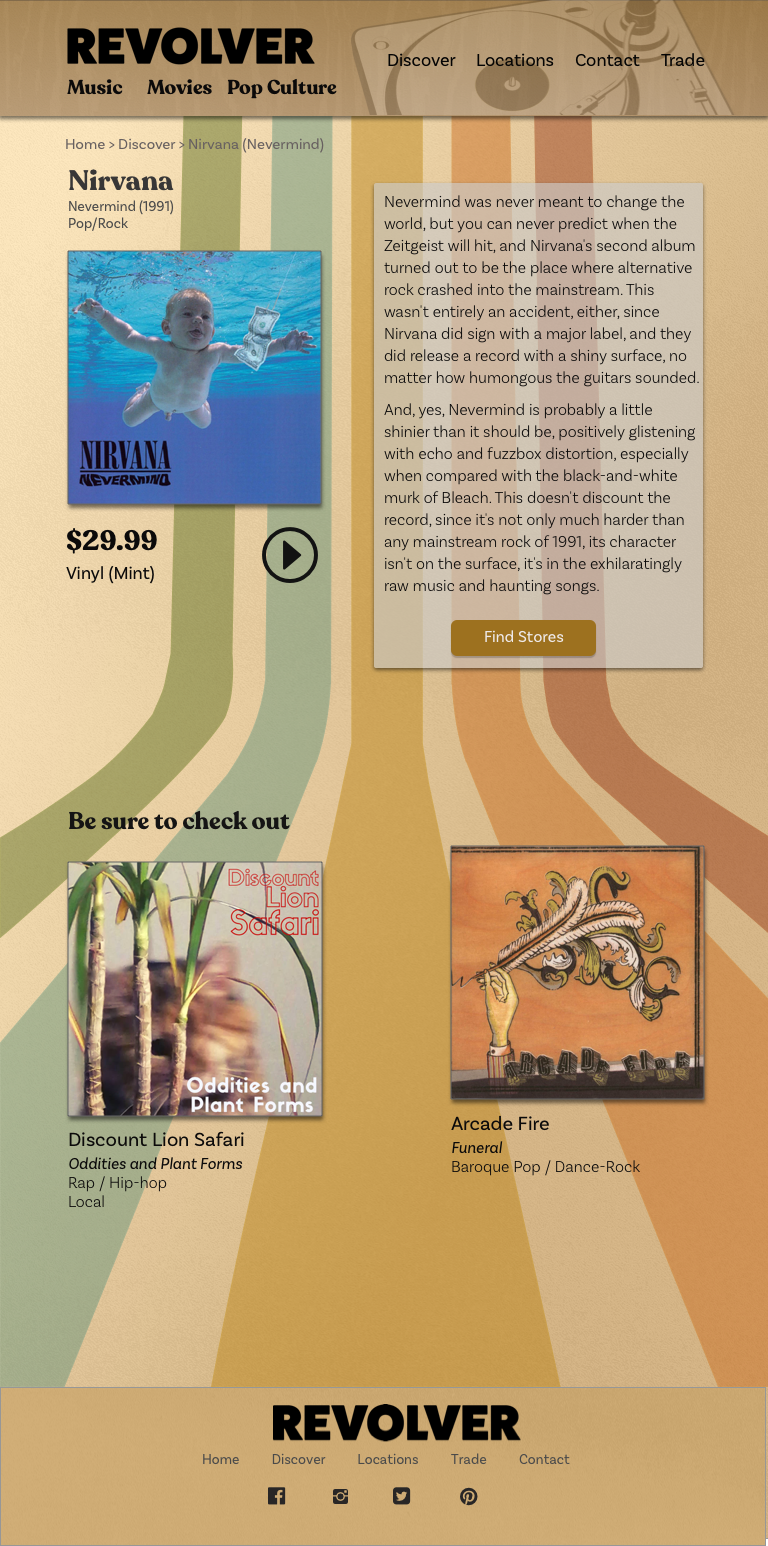 REVOLVER
Music Movies Pop Culture
Discover Locations Contact Trade
Home > Discover > Nirvana (Nevermind)
Nirvana
Nevermind (1991)
Pop/Rock
NIRVANA
NEVERMIND
$29.99
Vinyl (Mint)
Nevermind was never meant to change the
world, but you can never predict when the
Zeitgeist will hit, and Nirvana's second album
turned out to be the place where alternative
rock crashed into the mainstream. This
wasn't entirely an accident, either, since
Nirvana did sign with a major label, and they
did release a record with a shiny surface, no
matter how humongous the guitars sounded.
And, yes, Nevermind is probably a little
shinier than it should be, positively glistening
with echo and fuzzbox distortion, especially
when compared with the black-and-white
murk of Bleach. This doesn't discount the
record, since it's not only much harder than
any mainstream rock of 1991, its character
isn't on the surface, it's in the exhilaratingly
raw music and haunting songs.
Find Stores
Be sure to check out
Discount
Lion
Safari
Oddities and
Plant Forms
Discount Lion Safari
Oddities and Plant Forms
Rap / Hip-hop
Local
ARCADE FIRE
Arcade Fire
Funeral
Baroque Pop / Dance-Rock
REVOLVER
Home Discover Locations Trade Contact